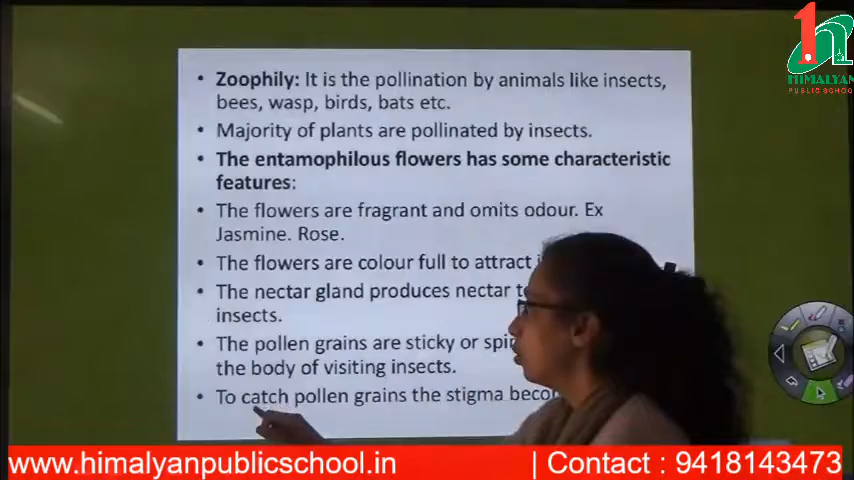 • Zoophily: It is the pollination by animals like insects,
bees, wasp, birds, bats etc.
• Majority of plants are pollinated by insects.
• The entamophilous flowers has some characteristic
features:
• The flowers are fragrant and omits odour. Ex
Jasmine. Rose.
• The flowers are colour full to attract
• The nectar gland produces nectar
insects.
• The pollen grains are sticky or
the body of visiting insects.
• To catch pollen grains the stigma
HIMALYAN
PUBLIC SCHOOL
www.himalyanpublicschool.in | Contact : 9418143473